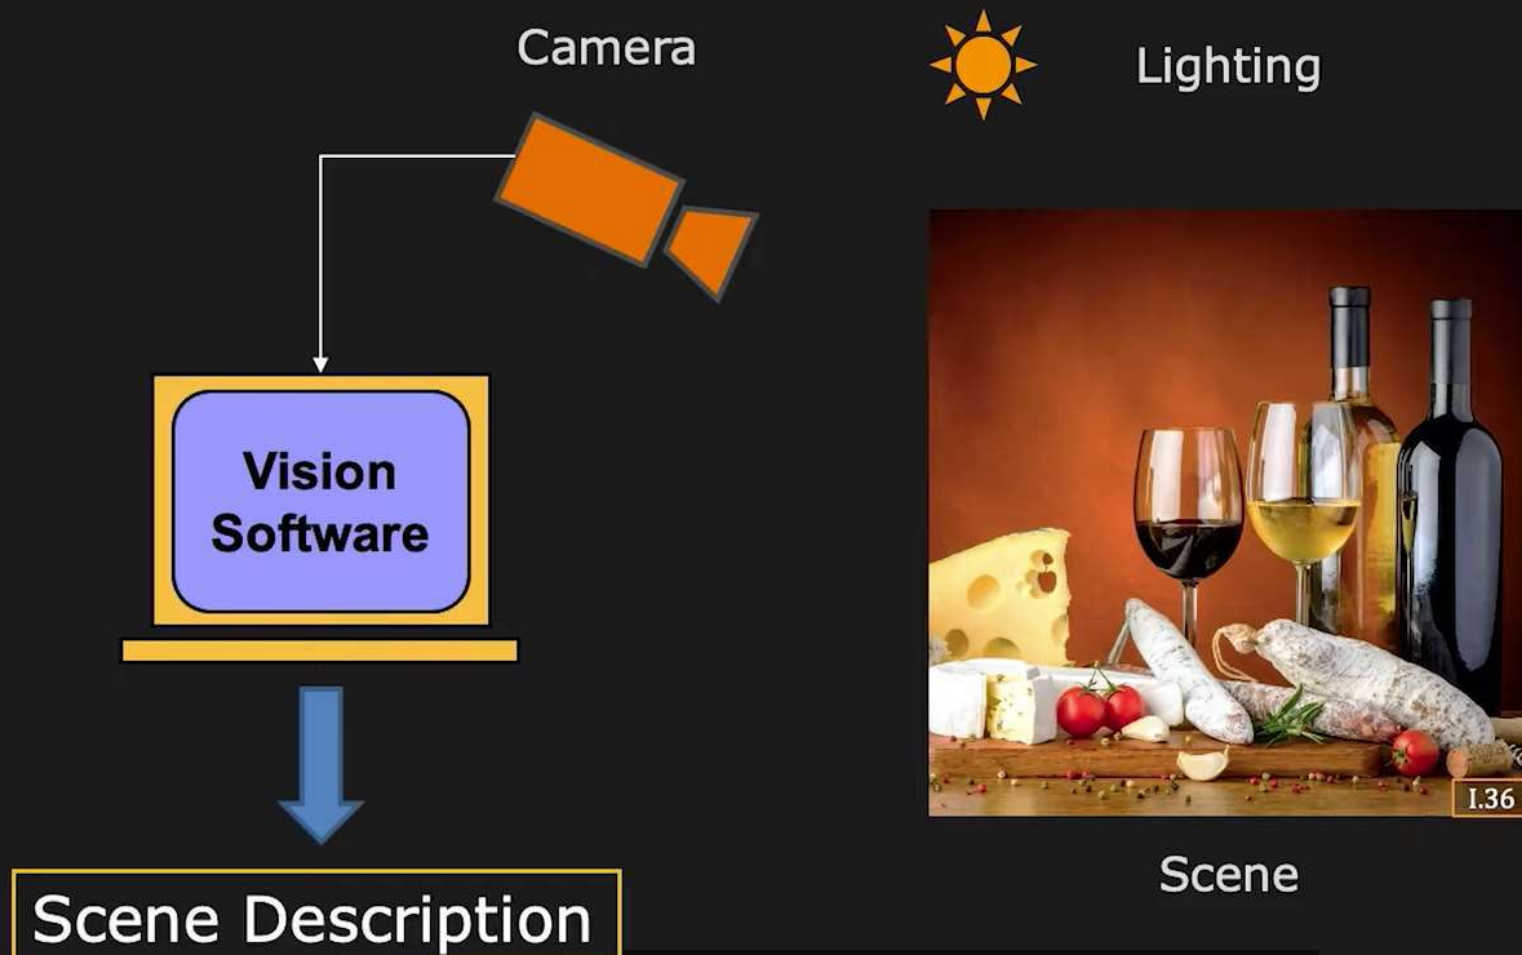 Camera
Lighting
Vision
Software
I.36
Scene
Scene Description